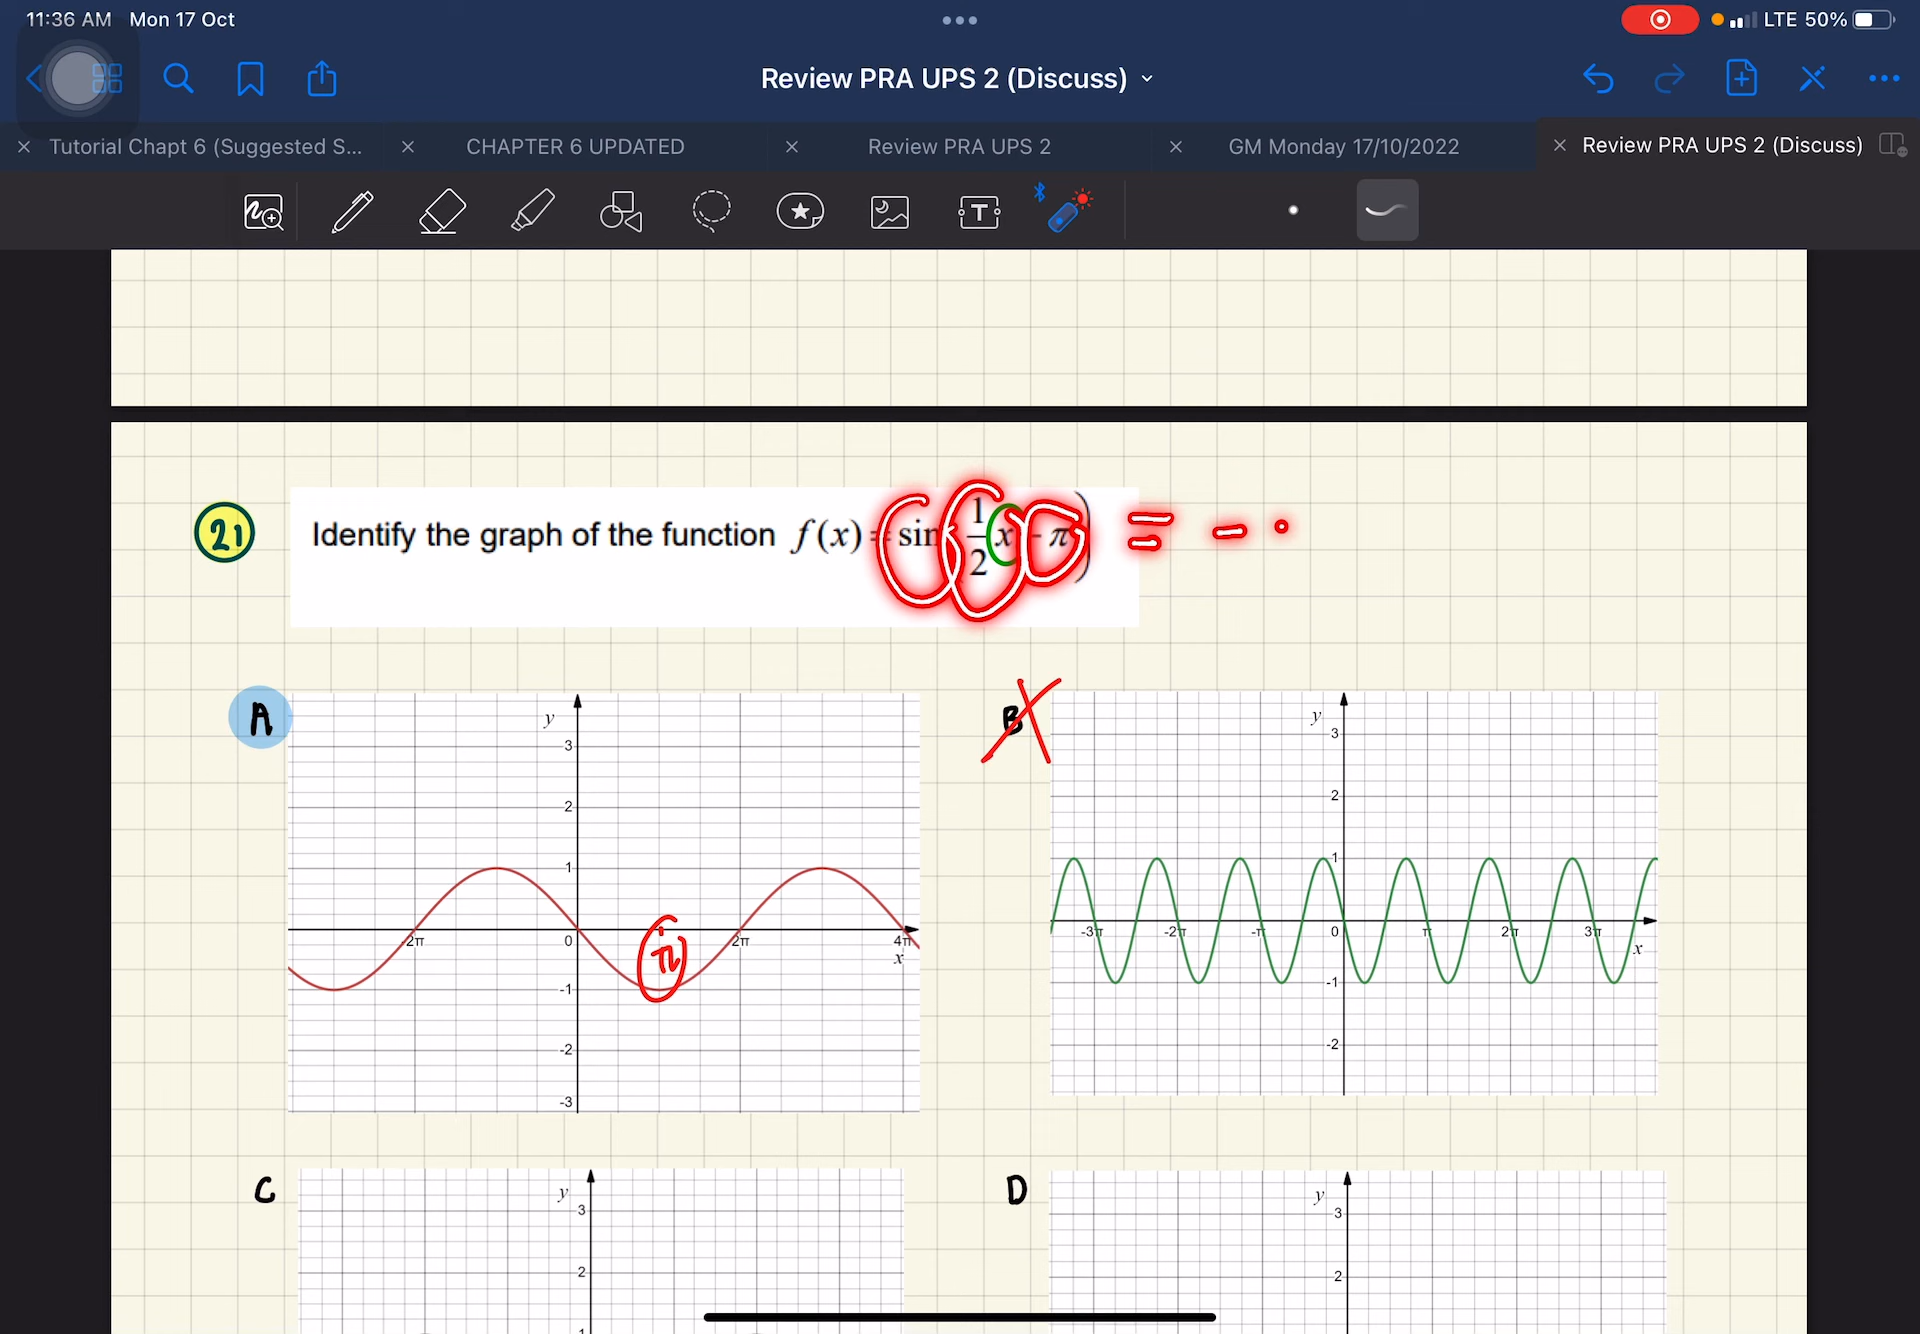 11:36 AM Mon 17 Oct
LTE 50%
Review PRA UPS 2 (Discuss)
Tutorial Chapt 6 (Suggested S...
CHAPTER 6 UPDATED
Review PRA UPS 2
GM Monday 17/10/2022
Review PRA UPS 2 (Discuss)
T
21 Identify the graph of the function f(x) = sin(1/2 x - π) = -
A
y
3
2
1
-2π 0 π 2π 4π
x
-1
-2
-3
B
y
3
2
1
-3π -2π -π 0 π 2π 3π
x
-1
-2
C
y
3
2
1
D
y
3
2